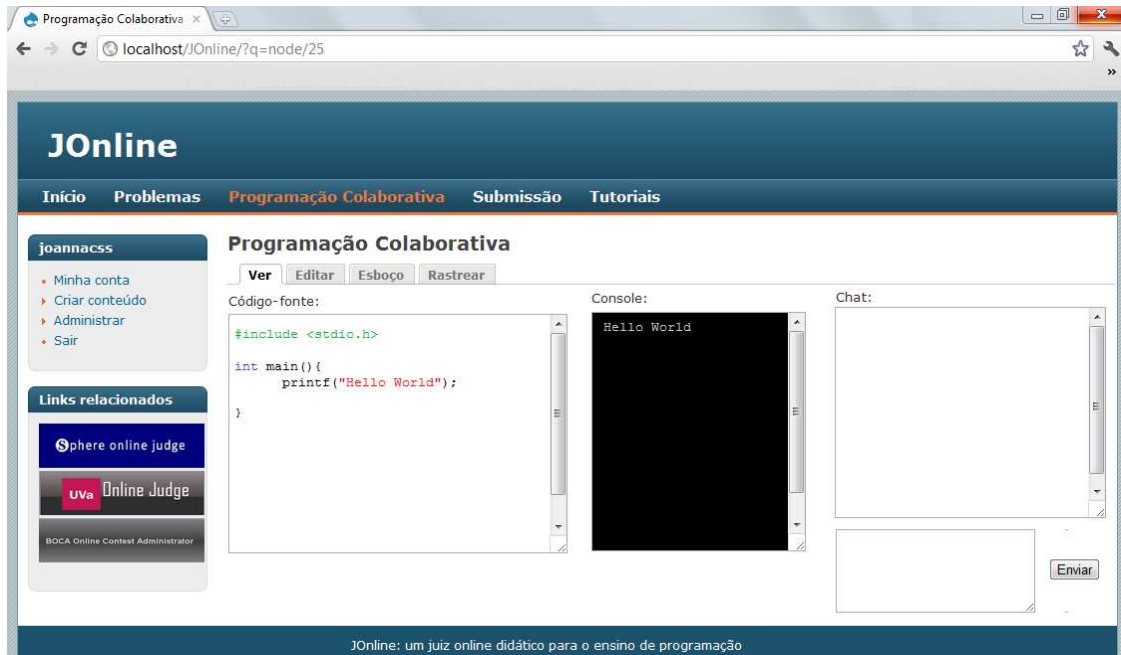 Programação Colaborativa
localhost/JOnline/?q=node/25
JOnline
Início Problemas Programação Colaborativa Submissão Tutoriais
joannacss
Minha conta
Criar conteúdo
Administrar
Sair
Links relacionados
Sphere online judge
UVa Online Judge
BOCA Online Contest Administrator
Programação Colaborativa
Ver Editar Esboço Rastrear
Código-fonte:
#include <stdio.h>
int main(){
printf("Hello World");
}
Console:
Hello World
Chat:
Enviar
JOnline: um juiz online didático para o ensino de programação